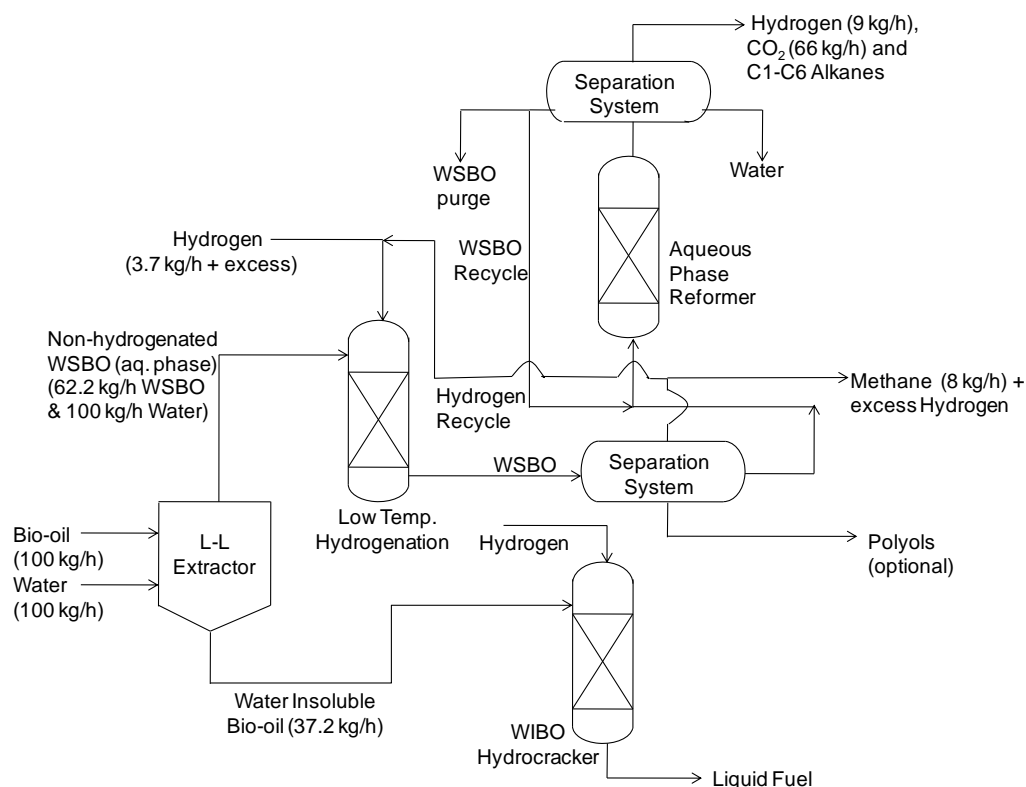 Hydrogen (9 kg/h),
CO2 (66 kg/h) and
C1-C6 Alkanes
Separation
System
WSBO
purge
Water
Hydrogen
(3.7 kg/h + excess)
WSBO
Recycle
Aqueous
Phase
Reformer
Non-hydrogenated
WSBO (aq. phase)
(62.2 kg/h WSBO
& 100 kg/h Water)
Hydrogen
Recycle
Methane (8 kg/h) +
excess Hydrogen
WSBO
Separation
System
Low Temp.
Hydrogenation
Bio-oil
(100 kg/h)
Water
(100 kg/h)
L-L
Extractor
Hydrogen
Polyols
(optional)
Water Insoluble
Bio-oil (37.2 kg/h)
WIBO
Hydrocracker
Liquid Fuel